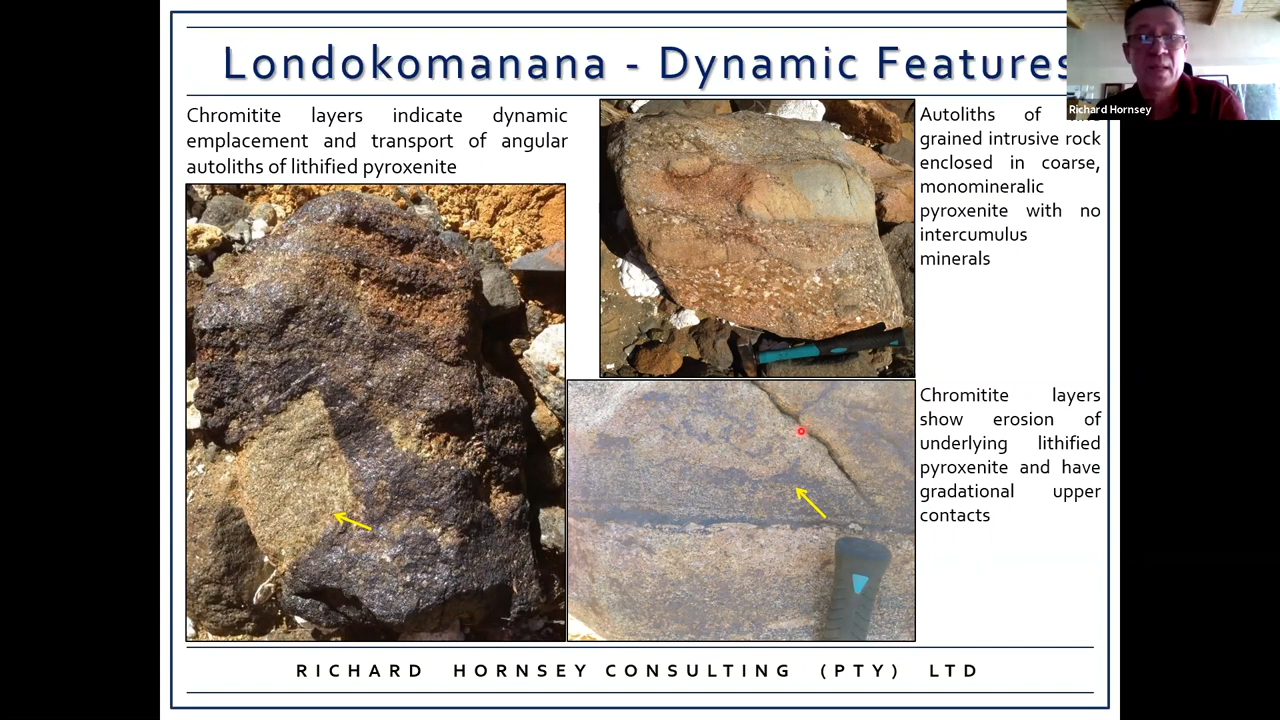 Londokomanana - Dynamic Features
Richard Hornsey
Chromitite layers indicate dynamic
emplacement and transport of angular
autoliths of lithified pyroxenite
Autoliths of
grained intrusive rock
enclosed in coarse,
monomineralic
pyroxenite with no
intercumulus
minerals
Chromitite layers
show erosion of
underlying lithified
pyroxenite and have
gradational upper
contacts
RICHARD HORNSEY CONSULTING (PTY) LTD